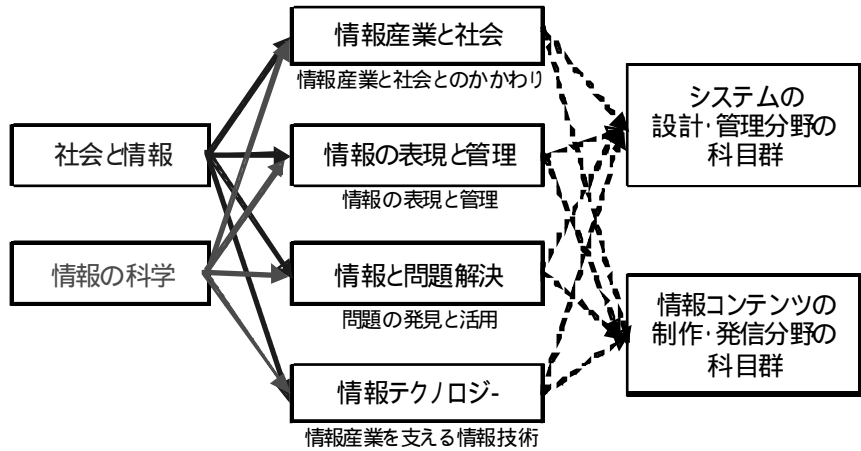 社会と情報
情報の科学
情報産業と社会
情報産業と社会とのかかわり
情報の表現と管理
情報の表現と管理
情報と問題解決
問題の発見と活用
情報テクノロジ-
情報産業を支える情報技術
システムの
設計・管理分野の
科目群
情報コンテンツの
制作・発信分野の
科目群